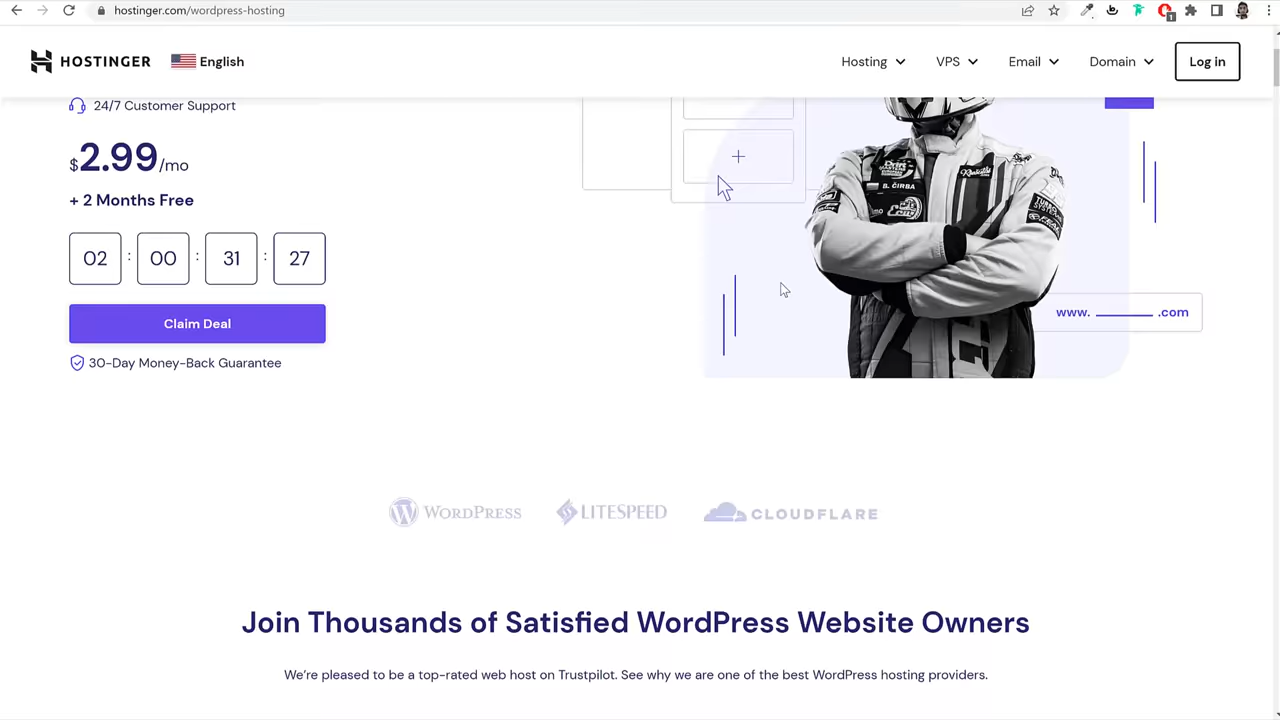 hostinger.com/wordpress-hosting
1
HOSTINGER
English
Hosting
VPS
Email
Domain
Log in
24/7 Customer Support
$2.99/mo
+ 2 Months Free
02 : 00 : 31 : 27
Claim Deal
30-Day Money-Back Guarantee
B. ČIRBA
www. ______ .com
WORDPRESS
LITESPEED
CLOUDFLARE
Join Thousands of Satisfied WordPress Website Owners
We’re pleased to be a top-rated web host on Trustpilot. See why we are one of the best WordPress hosting providers.